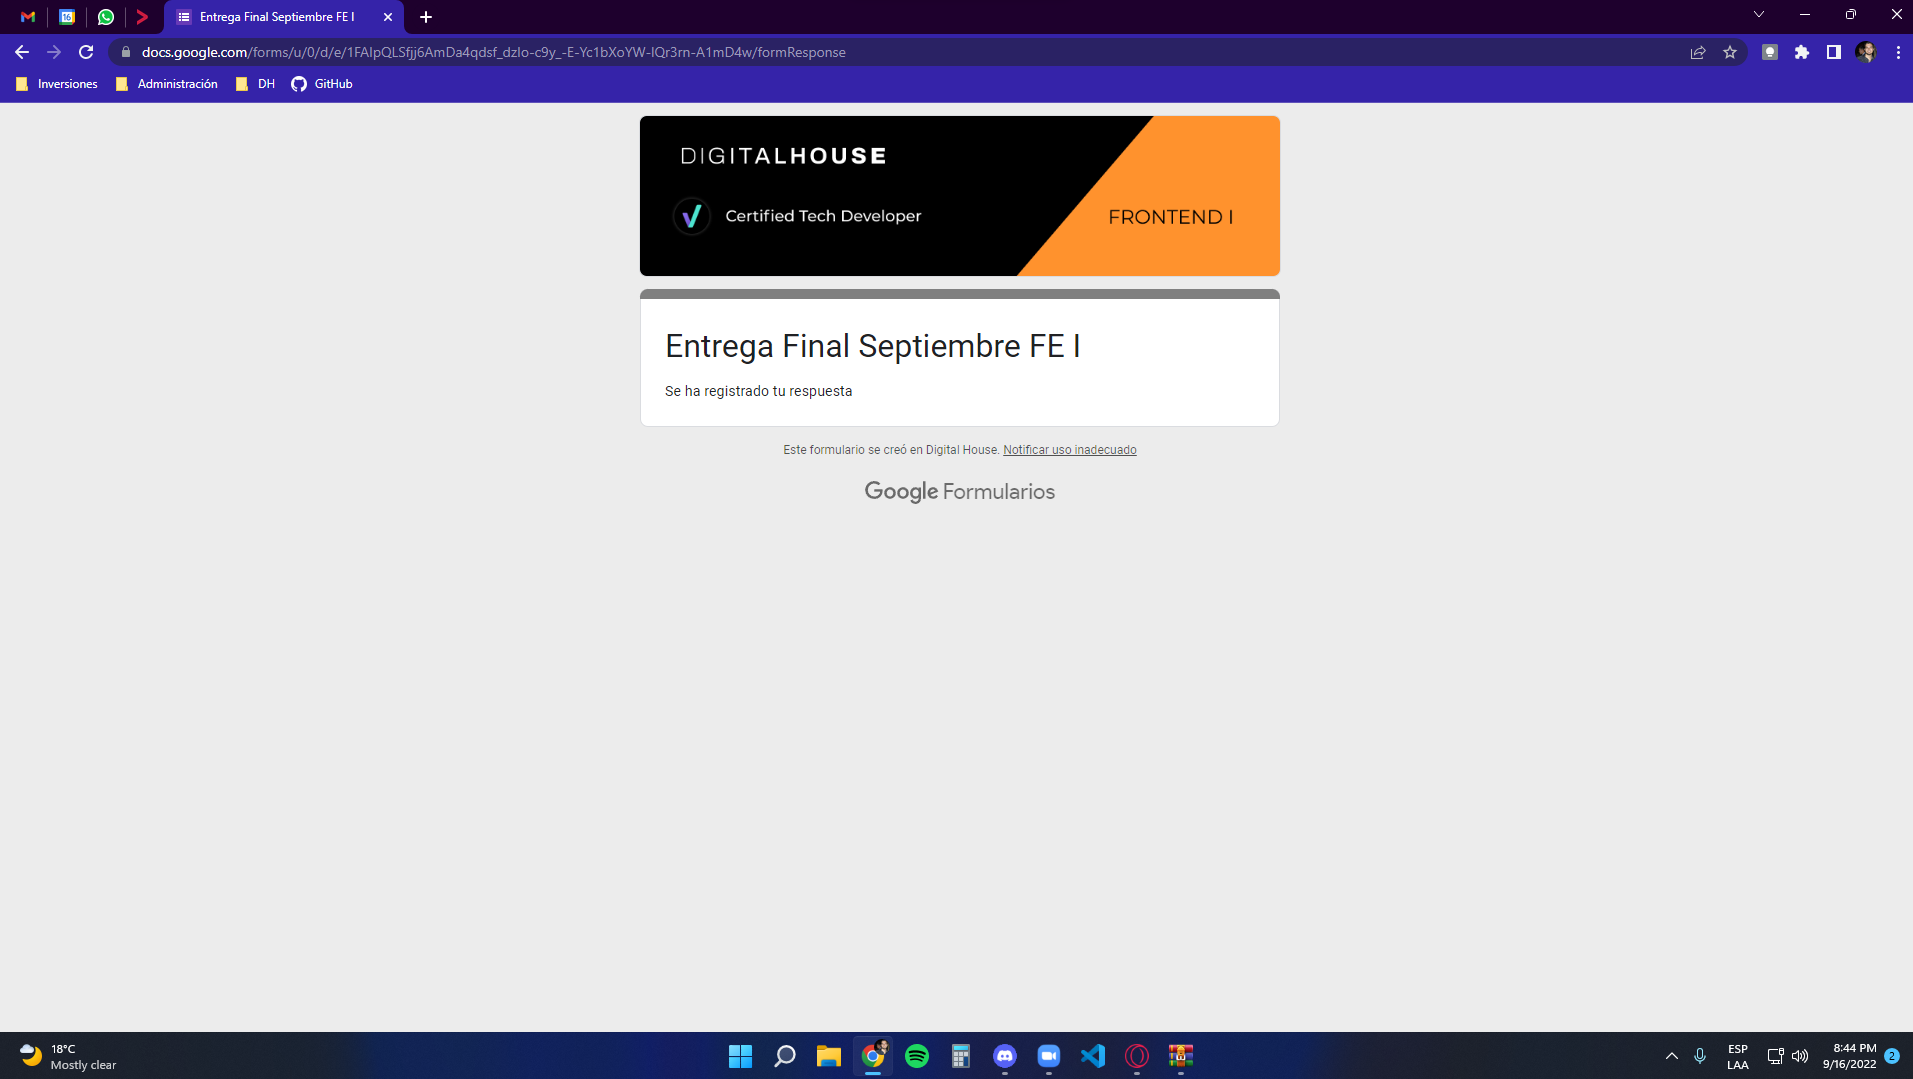 Entrega Final Septiembre FE I
docs.google.com/forms/u/0/d/e/1FAIpQLSfjj6AmDa4qdsf_dzIo-c9y_-E-Yc1bXoYW-IQr3rn-A1mD4w/formResponse
Inversiones Administración DH GitHub
DIGITALHOUSE
Certified Tech Developer
FRONTEND I
Entrega Final Septiembre FE I
Se ha registrado tu respuesta
Este formulario se creó en Digital House. Notificar uso inadecuado
Google Formularios
18°C
Mostly clear
ESP
LAA
8:44 PM
9/16/2022
2